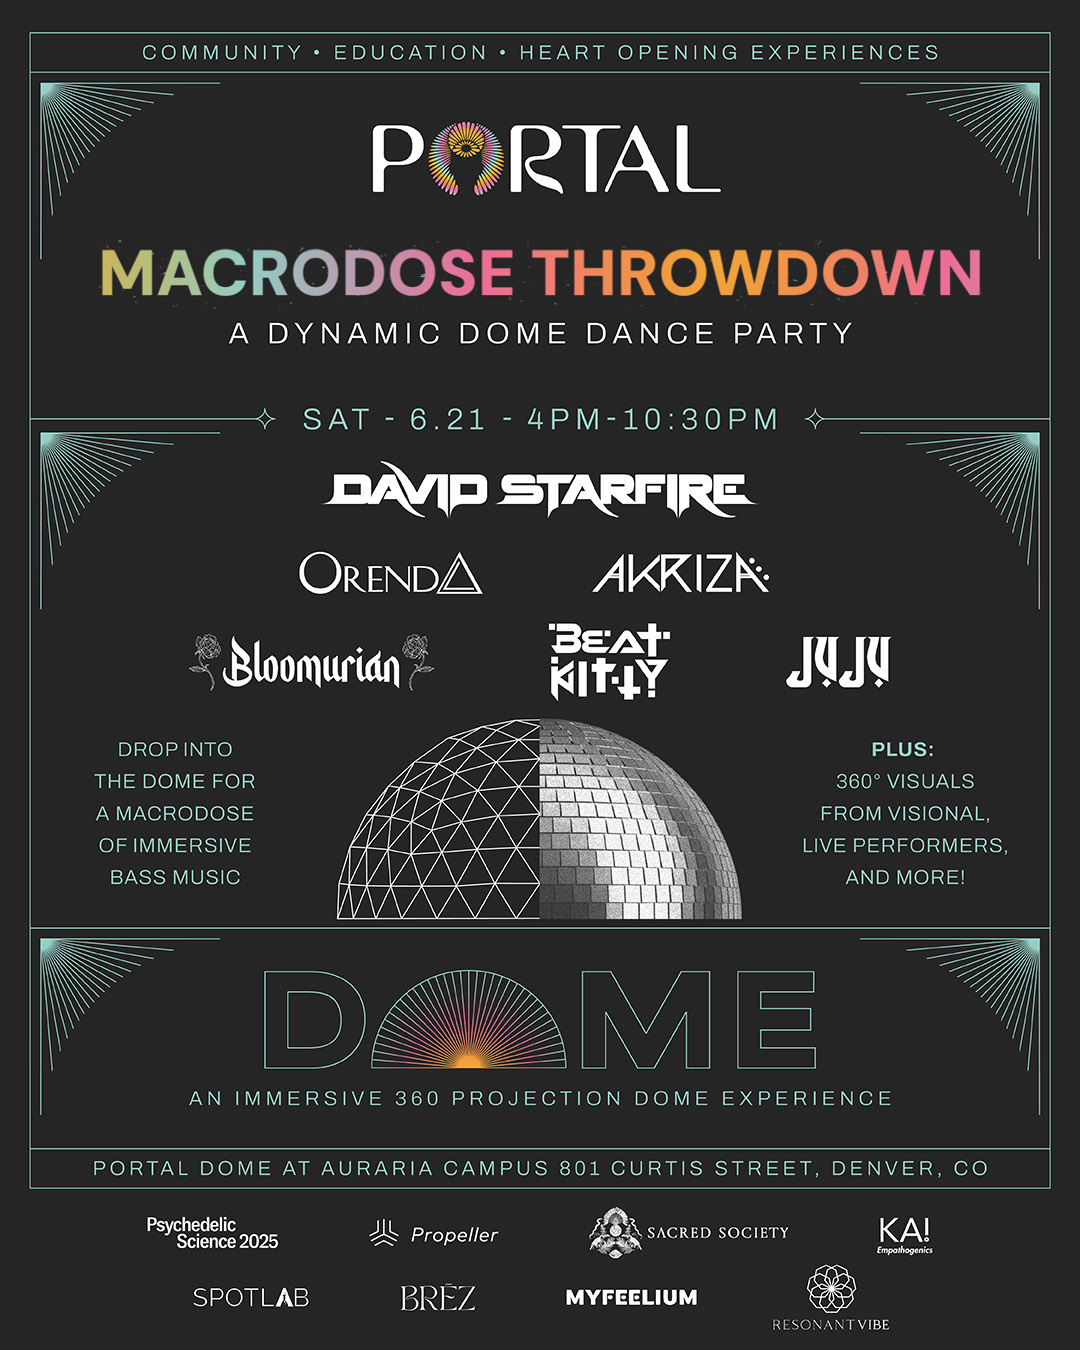 COMMUNITY • EDUCATION • HEART OPENING EXPERIENCES
PORTAL
MACRODOSE THROWDOWN
A DYNAMIC DOME DANCE PARTY
SAT - 6.21 - 4PM-10:30PM
DAVID STARFIRE
ORENDA AKRIZA
Bloomurian BEAT KITTY JUJU
DROP INTO
THE DOME FOR
A MACRODOSE
OF IMMERSIVE
BASS MUSIC
PLUS:
360° VISUALS
FROM VISIONAL,
LIVE PERFORMERS,
AND MORE!
DOME
AN IMMERSIVE 360 PROJECTION DOME EXPERIENCE
PORTAL DOME AT AURARIA CAMPUS 801 CURTIS STREET, DENVER, CO
Psychedelic
Science 2025
Propeller
SACRED SOCIETY
KA!
Empathogenics
SPOTLAB
BRĒZ
MYFEELIUM
RESONANT VIBE